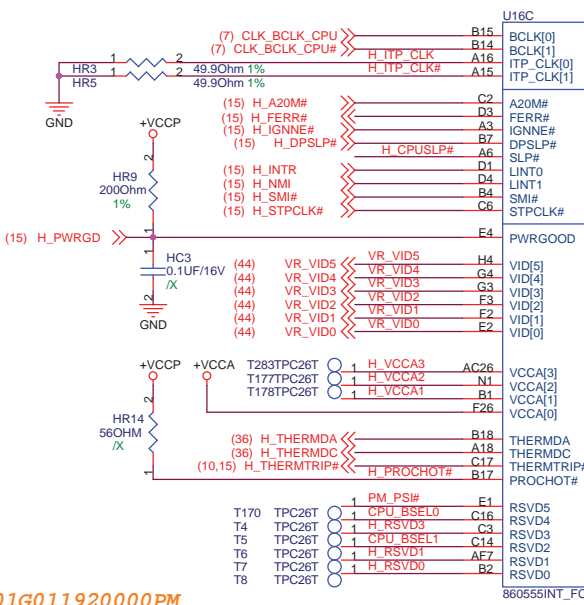 U16C
(7) CLK_BCLK_CPU B15 BCLK[0]
(7) CLK_BCLK_CPU# B14 BCLK[1]
1 2 H_ITP_CLK A16 ITP_CLK[0]
HR3 1 2 49.9Ohm 1% H_ITP_CLK# A15 ITP_CLK[1]
HR5 49.9Ohm 1%
GND
(15) H_A20M# C2 A20M#
(15) H_FERR# D3 FERR#
(15) H_IGNNE# A3 IGNNE#
(15) H_DPSLP# B7 DPSLP#
H_CPUSLP# A6 SLP#
(15) H_INTR D1 LINT0
(15) H_NMI D4 LINT1
(15) H_SMI# B4 SMI#
(15) H_STPCLK# C6 STPCLK#
+VCCP
2
HR9
200Ohm
1%
1
(15) H_PWRGD E4 PWRGOOD
1
HC3
0.1UF/16V
/X
2
GND
(44) VR_VID5 VR_VID5 H4 VID[5]
(44) VR_VID4 VR_VID4 G4 VID[4]
(44) VR_VID3 VR_VID3 G3 VID[3]
(44) VR_VID2 VR_VID2 F3 VID[2]
(44) VR_VID1 VR_VID1 F2 VID[1]
(44) VR_VID0 VR_VID0 E2 VID[0]
+VCCP +VCCA
T283TPC26T 1 H_VCCA3 AC26 VCCA[3]
T177TPC26T 1 H_VCCA2 N1 VCCA[2]
T178TPC26T 1 H_VCCA1 B1 VCCA[1]
F26 VCCA[0]
2
HR14
56OHM
/X
1
(36) H_THERMDA B18 THERMDA
(36) H_THERMDC A18 THERMDC
(10,15) H_THERMTRIP# C17 THERMTRIP#
H_PROCHOT# B17 PROCHOT#
T170 TPC26T 1 PM_PSI# E1 RSVD5
T4 TPC26T 1 CPU_BSEL0 C16 RSVD4
T5 TPC26T 1 H_RSVD3 C3 RSVD3
T6 TPC26T 1 CPU_BSEL1 C14 RSVD2
T7 TPC26T 1 H_RSVD1 AF7 RSVD1
T8 TPC26T 1 H_RSVD0 B2 RSVD0
860555INT_FC
01G011920000PM